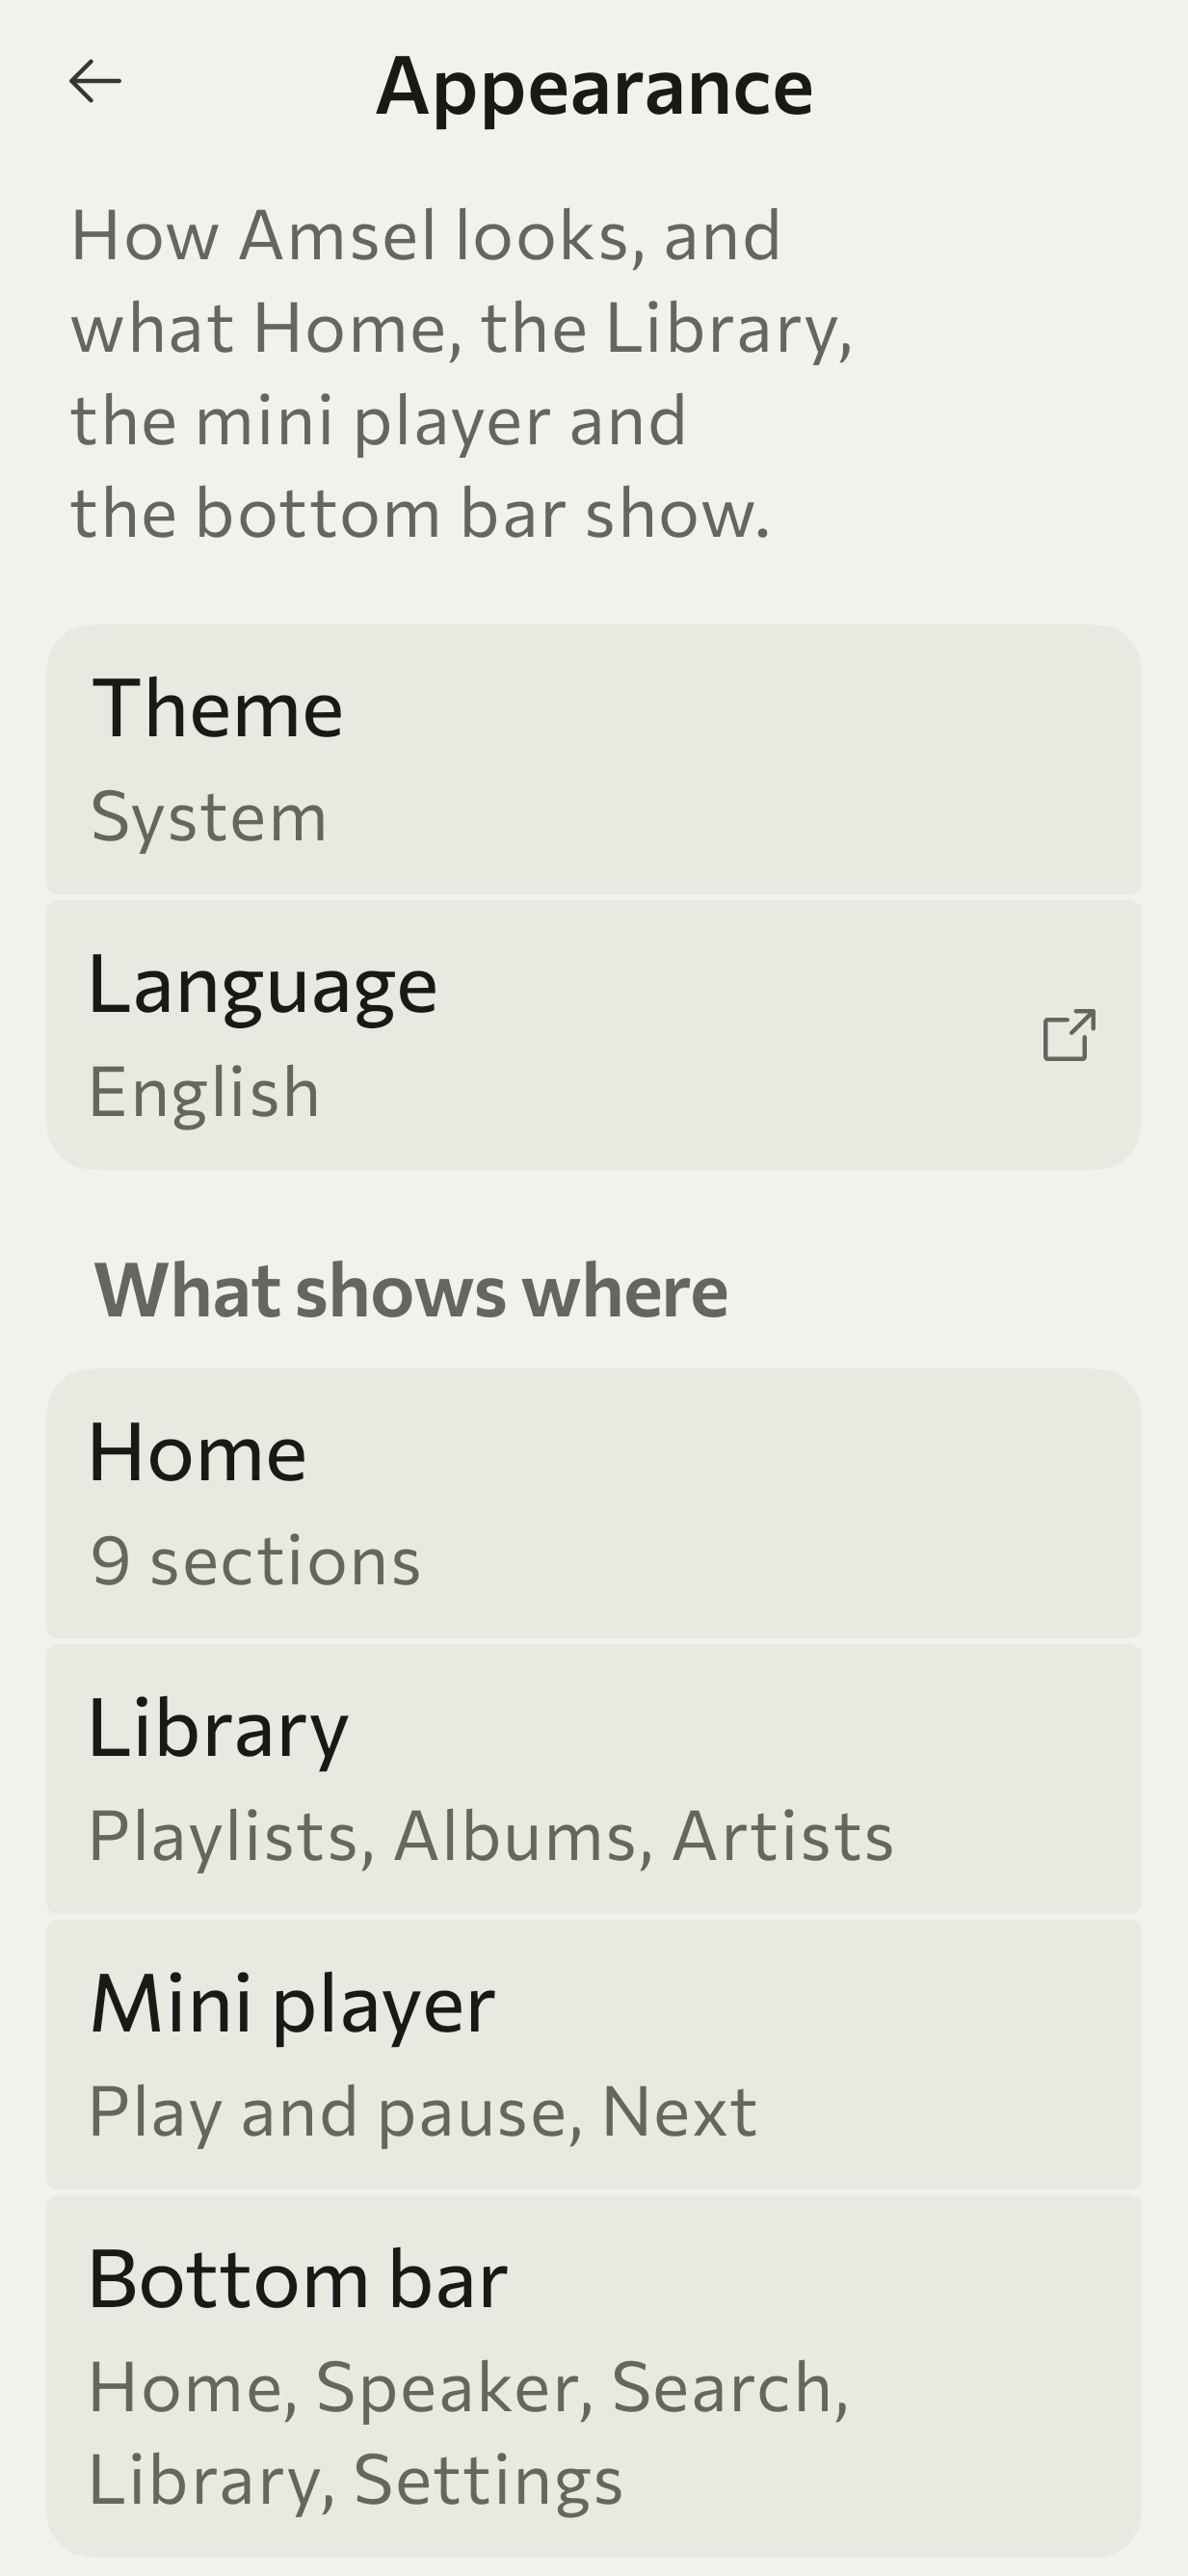 Appearance
How Amsel looks, and
what Home, the Library,
the mini player and
the bottom bar show.
Theme
System
Language
English
What shows where
Home
9 sections
Library
Playlists, Albums, Artists
Mini player
Play and pause, Next
Bottom bar
Home, Speaker, Search,
Library, Settings